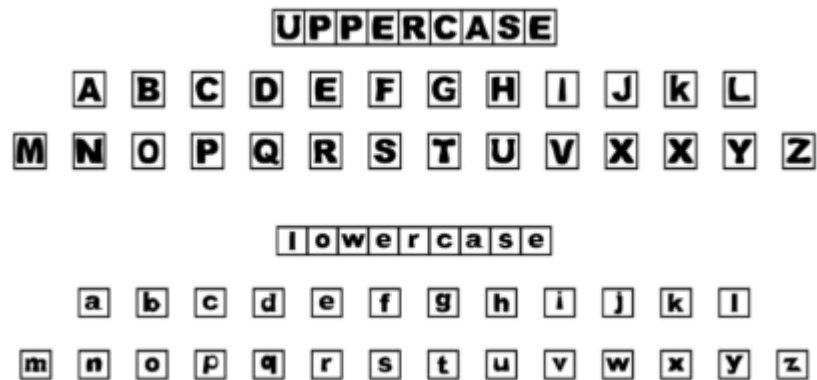 UPPERCASE
A B C D E F G H I J k L
M N O P Q R S T U V X X Y Z
lowercase
a b c d e f g h i j k l
m n o p q r s t u v w x y z